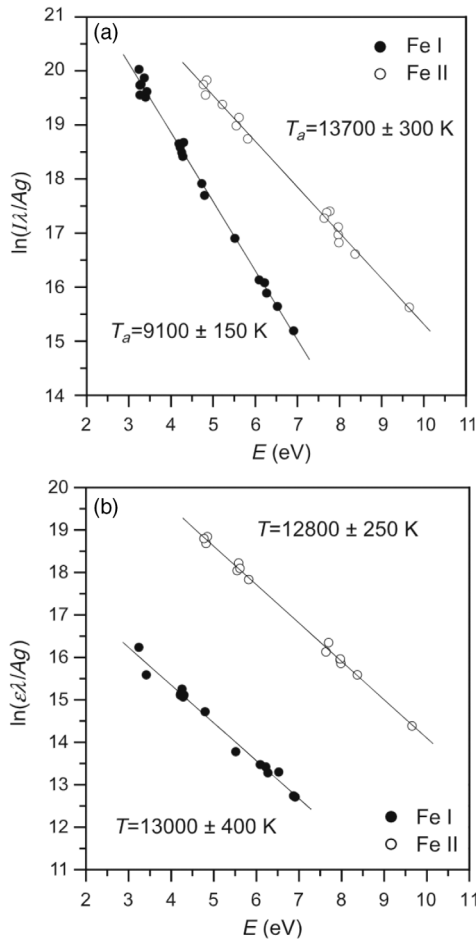 (a)
Fe I
Fe II
Tₐ=13700 ± 300 K
Tₐ=9100 ± 150 K
ln(Iλ/Ag)
21
20
19
18
17
16
15
14
2 3 4 5 6 7 8 9 10 11
E (eV)
(b)
T=12800 ± 250 K
T=13000 ± 400 K
Fe I
Fe II
ln(ελ/Ag)
20
19
18
17
16
15
14
13
12
11
2 3 4 5 6 7 8 9 10 11
E (eV)